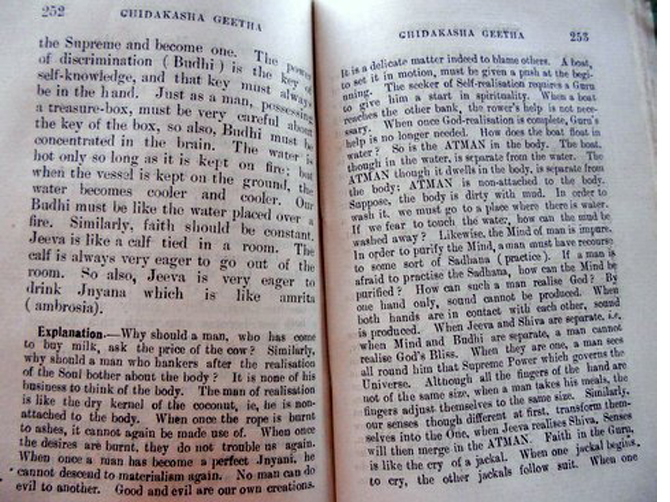 252 CHIDAKASHA GEETHA
the Supreme and become one. The power
of discrimination ( Budhi ) is the key of
self-knowledge, and that key must always
be in the hand. Just as a man, possessing
a treasure-box, must be very careful about
the key of the box, so also, Budhi must be
concentrated in the brain. The water is
hot only so long as it is kept on fire; but
when the vessel is kept on the ground, the
water becomes cooler and cooler. Our
Budhi must be like the water placed over a
fire. Similarly, faith should be constant.
Jeeva is like a calf tied in a room. The
calf is always very eager to go out of the
room. So also, Jeeva is very eager to
drink Jnyana which is like amrita
( ambrosia).
Explanation.—Why should a man, who has come
to buy milk, ask the price of the cow? Similarly,
why should a man who hankers after the realisation
of the Soul bother about the body? It is none of his
business to think of the body. The man of realisation
is like the dry kernel of the coconut, ie, he is non-
attached to the body. When once the rope is burnt
to ashes, it cannot again be made use of. When once
the desires are burnt, they do not trouble us again.
When once a man has become a perfect Jnyani, he
cannot descend to materialism again. No man can do
evil to another. Good and evil are our own creations.
CHIDAKASHA GEETHA 253
It is a delicate matter indeed to blame others. A boat,
to set it in motion, must be given a push at the begi-
nning. The seeker of Self-realisation requires a Guru
to give him a start in spirituality. When a boat
reaches the other bank, the rower's help is not nece-
ssary. When once God-realisation is complete, Guru's
help is no longer needed. How does the boat float in
water? So is the ATMAN in the body. The boat,
though in the water, is separate from the water. The
ATMAN though it dwells in the body, is separate from
the body; ATMAN is non-attached to the body.
Suppose, the body is dirty with mud. In order to
wash it, we must go to a place where there is water.
If we fear to touch the water, how can the mud be
washed away? Likewise, the Mind of man is impure.
In order to purify the Mind, a man must have recourse
to some sort of Sadhana ( practice ). If a man is
afraid to practise the Sadhana, how can the Mind be
purified? How can such a man realise God? By
one hand only, sound cannot be produced. When
both hands are in contact with each other, sound
is produced. When Jeeva and Shiva are separate, i.e.
when Mind and Budhi are separate, a man cannot
realise God's Bliss. When they are one, a man sees
all round him that Supreme Power which governs the
Universe. Although all the fingers of the hand are
not of the same size, when a man takes his meals, the
fingers adjust themselves to the same size. Similarly,
our senses though different at first, transform them-
selves into the One, when Jeeva realises Shiva. Senses
will then merge in the ATMAN. Faith in the Guru,
is like the cry of a jackal. When one jackal begins
to cry, the other jackals follow suit. When one